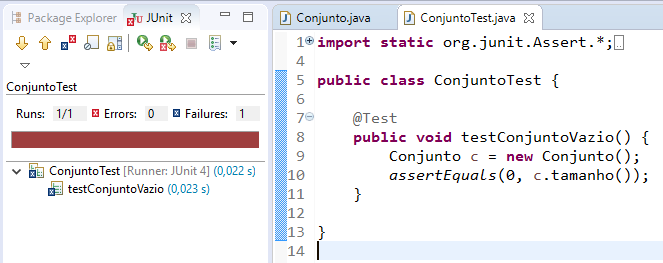 Package Explorer JUnit
ConjuntoTest
Runs: 1/1 Errors: 0 Failures: 1
ConjuntoTest [Runner: JUnit 4] (0,022 s)
testConjuntoVazio (0,023 s)
Conjunto.java ConjuntoTest.java
1 import static org.junit.Assert.*;
4
5 public class ConjuntoTest {
6
7 @Test
8 public void testConjuntoVazio() {
9 Conjunto c = new Conjunto();
10 assertEquals(0, c.tamanho());
11 }
12
13 }
14